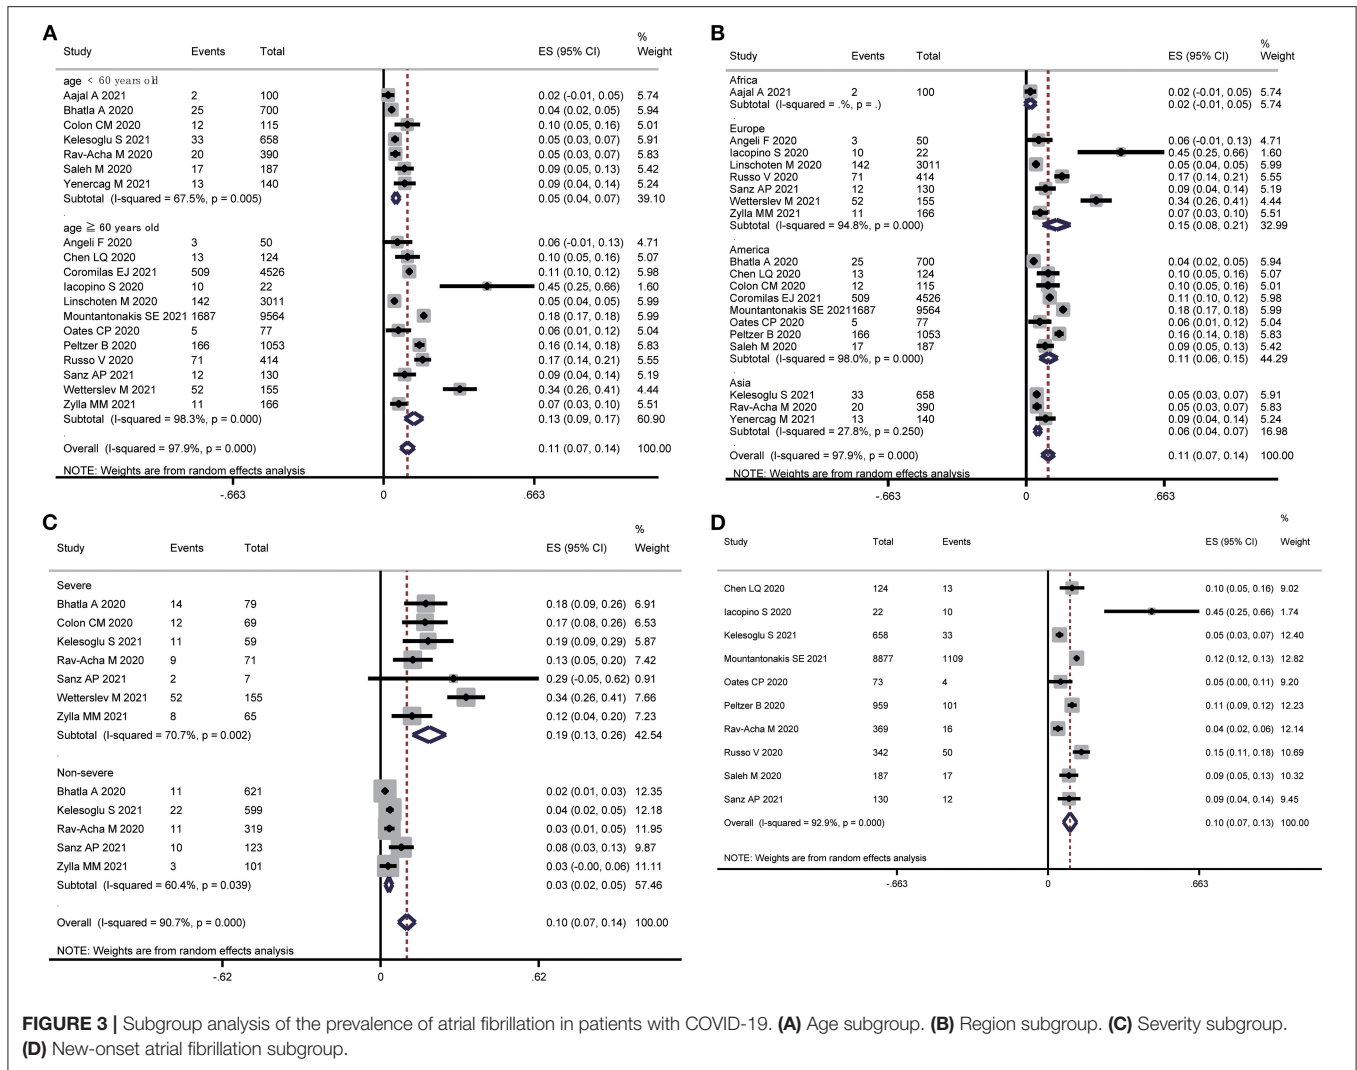 A
Study Events Total ES (95% CI) % Weight
age < 60 years old
Aajal A 2021 2 100 0.02 (-0.01, 0.05) 5.74
Bhatla A 2020 25 700 0.04 (0.02, 0.05) 5.94
Colon CM 2020 12 115 0.10 (0.05, 0.16) 5.01
Kelesoglu S 2021 33 658 0.05 (0.03, 0.07) 5.91
Rav-Acha M 2020 20 390 0.05 (0.03, 0.07) 5.83
Saleh M 2020 17 187 0.09 (0.05, 0.13) 5.42
Yenercag M 2021 13 140 0.09 (0.04, 0.14) 5.24
Subtotal (I-squared = 67.5%, p = 0.005) 0.05 (0.04, 0.07) 39.10
.
age ≧ 60 years old
Angeli F 2020 3 50 0.06 (-0.01, 0.13) 4.71
Chen LQ 2020 13 124 0.10 (0.05, 0.16) 5.07
Coromilas EJ 2021 509 4526 0.11 (0.10, 0.12) 5.98
Iacopino S 2020 10 22 0.45 (0.25, 0.66) 1.60
Linschoten M 2020 142 3011 0.05 (0.04, 0.05) 5.99
Mountantonakis SE 2021 1687 9564 0.18 (0.17, 0.18) 5.99
Oates CP 2020 5 77 0.06 (0.01, 0.12) 5.04
Peltzer B 2020 166 1053 0.16 (0.14, 0.18) 5.83
Russo V 2020 71 414 0.17 (0.14, 0.21) 5.55
Sanz AP 2021 12 130 0.09 (0.04, 0.14) 5.19
Wetterslev M 2021 52 155 0.34 (0.26, 0.41) 4.44
Zylla MM 2021 11 166 0.07 (0.03, 0.10) 5.51
Subtotal (I-squared = 98.3%, p = 0.000) 0.13 (0.09, 0.17) 60.90
.
Overall (I-squared = 97.9%, p = 0.000) 0.11 (0.07, 0.14) 100.00
NOTE: Weights are from random effects analysis
-.663 0 .663
B
Study Events Total ES (95% CI) % Weight
Africa
Aajal A 2021 2 100 0.02 (-0.01, 0.05) 5.74
Subtotal (I-squared = .%, p = .) 0.02 (-0.01, 0.05) 5.74
.
Europe
Angeli F 2020 3 50 0.06 (-0.01, 0.13) 4.71
Iacopino S 2020 10 22 0.45 (0.25, 0.66) 1.60
Linschoten M 2020 142 3011 0.05 (0.04, 0.05) 5.99
Russo V 2020 71 414 0.17 (0.14, 0.21) 5.55
Sanz AP 2021 12 130 0.09 (0.04, 0.14) 5.19
Wetterslev M 2021 52 155 0.34 (0.26, 0.41) 4.44
Zylla MM 2021 11 166 0.07 (0.03, 0.10) 5.51
Subtotal (I-squared = 94.8%, p = 0.000) 0.15 (0.08, 0.21) 32.99
.
America
Bhatla A 2020 25 700 0.04 (0.02, 0.05) 5.94
Chen LQ 2020 13 124 0.10 (0.05, 0.16) 5.07
Colon CM 2020 12 115 0.10 (0.05, 0.16) 5.01
Coromilas EJ 2021 509 4526 0.11 (0.10, 0.12) 5.98
Mountantonakis SE 2021 1687 9564 0.18 (0.17, 0.18) 5.99
Oates CP 2020 5 77 0.06 (0.01, 0.12) 5.04
Peltzer B 2020 166 1053 0.16 (0.14, 0.18) 5.83
Saleh M 2020 17 187 0.09 (0.05, 0.13) 5.42
Subtotal (I-squared = 98.0%, p = 0.000) 0.11 (0.06, 0.15) 44.29
.
Asia
Kelesoglu S 2021 33 658 0.05 (0.03, 0.07) 5.91
Rav-Acha M 2020 20 390 0.05 (0.03, 0.07) 5.83
Yenercag M 2021 13 140 0.09 (0.04, 0.14) 5.24
Subtotal (I-squared = 27.8%, p = 0.250) 0.06 (0.04, 0.07) 16.98
.
Overall (I-squared = 97.9%, p = 0.000) 0.11 (0.07, 0.14) 100.00
NOTE: Weights are from random effects analysis
-.663 0 .663
C
Study Events Total ES (95% CI) % Weight
Severe
Bhatla A 2020 14 79 0.18 (0.09, 0.26) 6.91
Colon CM 2020 12 69 0.17 (0.08, 0.26) 6.53
Kelesoglu S 2021 11 59 0.19 (0.09, 0.29) 5.87
Rav-Acha M 2020 9 71 0.13 (0.05, 0.20) 7.42
Sanz AP 2021 2 7 0.29 (-0.05, 0.62) 0.91
Wetterslev M 2021 52 155 0.34 (0.26, 0.41) 7.66
Zylla MM 2021 8 65 0.12 (0.04, 0.20) 7.23
Subtotal (I-squared = 70.7%, p = 0.002) 0.19 (0.13, 0.26) 42.54
.
Non-severe
Bhatla A 2020 11 621 0.02 (0.01, 0.03) 12.35
Kelesoglu S 2021 22 599 0.04 (0.02, 0.05) 12.18
Rav-Acha M 2020 11 319 0.03 (0.01, 0.05) 11.95
Sanz AP 2021 10 123 0.08 (0.03, 0.13) 9.87
Zylla MM 2021 3 101 0.03 (-0.00, 0.06) 11.11
Subtotal (I-squared = 60.4%, p = 0.039) 0.03 (0.02, 0.05) 57.46
.
Overall (I-squared = 90.7%, p = 0.000) 0.10 (0.07, 0.14) 100.00
NOTE: Weights are from random effects analysis
-.62 0 .62
D
Study Total Events ES (95% CI) % Weight
Chen LQ 2020 124 13 0.10 (0.05, 0.16) 9.02
Iacopino S 2020 22 10 0.45 (0.25, 0.66) 1.74
Kelesoglu S 2021 658 33 0.05 (0.03, 0.07) 12.40
Mountantonakis SE 2021 8877 1109 0.12 (0.12, 0.13) 12.82
Oates CP 2020 73 4 0.05 (0.00, 0.11) 9.20
Peltzer B 2020 959 101 0.11 (0.09, 0.12) 12.23
Rav-Acha M 2020 369 16 0.04 (0.02, 0.06) 12.14
Russo V 2020 342 50 0.15 (0.11, 0.18) 10.69
Saleh M 2020 187 17 0.09 (0.05, 0.13) 10.32
Sanz AP 2021 130 12 0.09 (0.04, 0.14) 9.45
Overall (I-squared = 92.9%, p = 0.000) 0.10 (0.07, 0.13) 100.00
NOTE: Weights are from random effects analysis
-.663 0 .663
FIGURE 3 | Subgroup analysis of the prevalence of atrial fibrillation in patients with COVID-19. (A) Age subgroup. (B) Region subgroup. (C) Severity subgroup.
(D) New-onset atrial fibrillation subgroup.